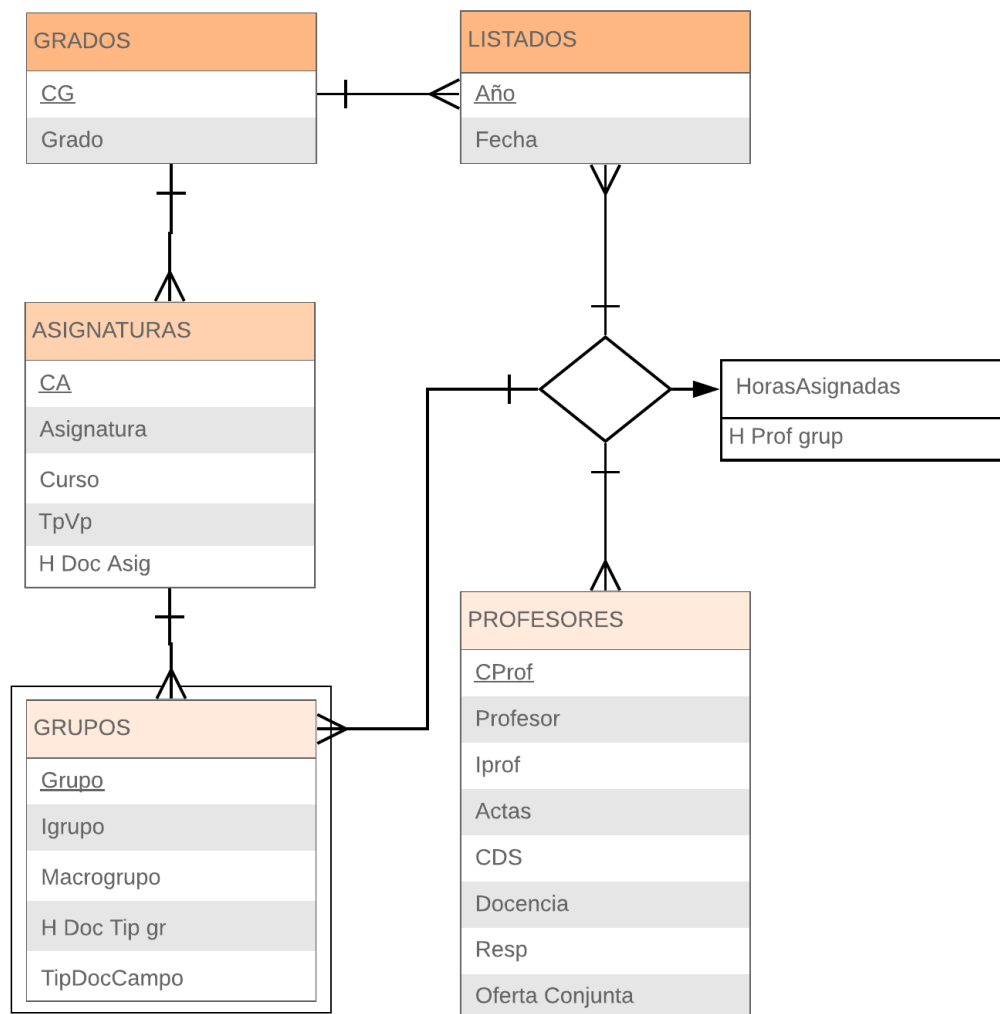 GRADOS
CG
Grado
LISTADOS
Año
Fecha
ASIGNATURAS
CA
Asignatura
Curso
TpVp
H Doc Asig
HorasAsignadas
H Prof grup
GRUPOS
Grupo
Igrupo
Macrogrupo
H Doc Tip gr
TipDocCampo
PROFESORES
CProf
Profesor
Iprof
Actas
CDS
Docencia
Resp
Oferta Conjunta